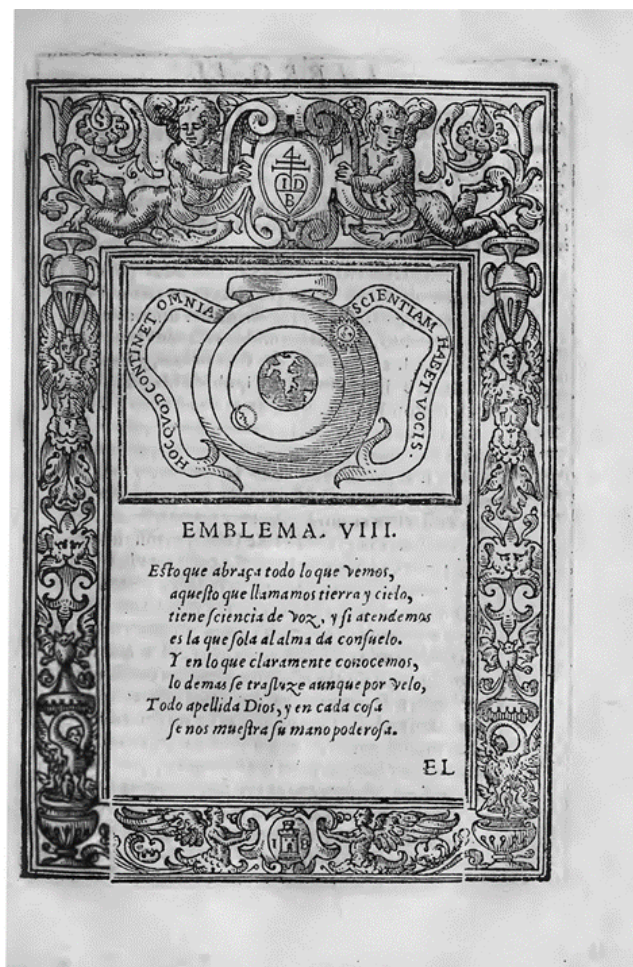 4
I D
B
HOC QVOD CONTINET OMNIA
SCIENTIAM HABET VOCIS
EMBLEMA. VIII.
Esto que abraça todo lo que vemos,
aquesto que llamamos tierra y cielo,
tiene sciencia de voz, y si atendemos
es la que sola al alma da consuelo.
Y en lo que claramente conocemos,
lo demas se trasluze aunque por velo,
Todo apellida Dios, y en cada cosa
se nos muestra su mano poderosa.
EL